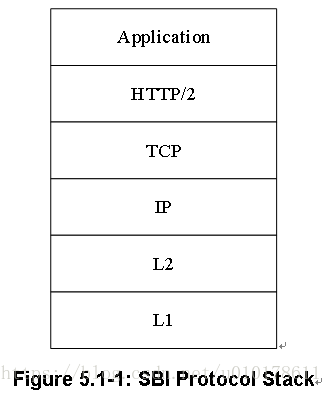 Application
HTTP/2
TCP
IP
L2
L1
Figure 5.1-1: SBI Protocol Stack